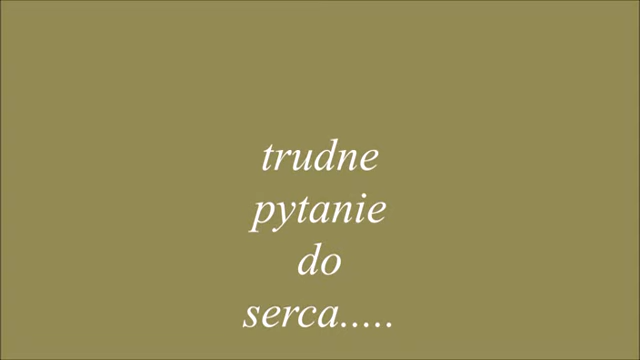 trudne
pytanie
do
serca.....